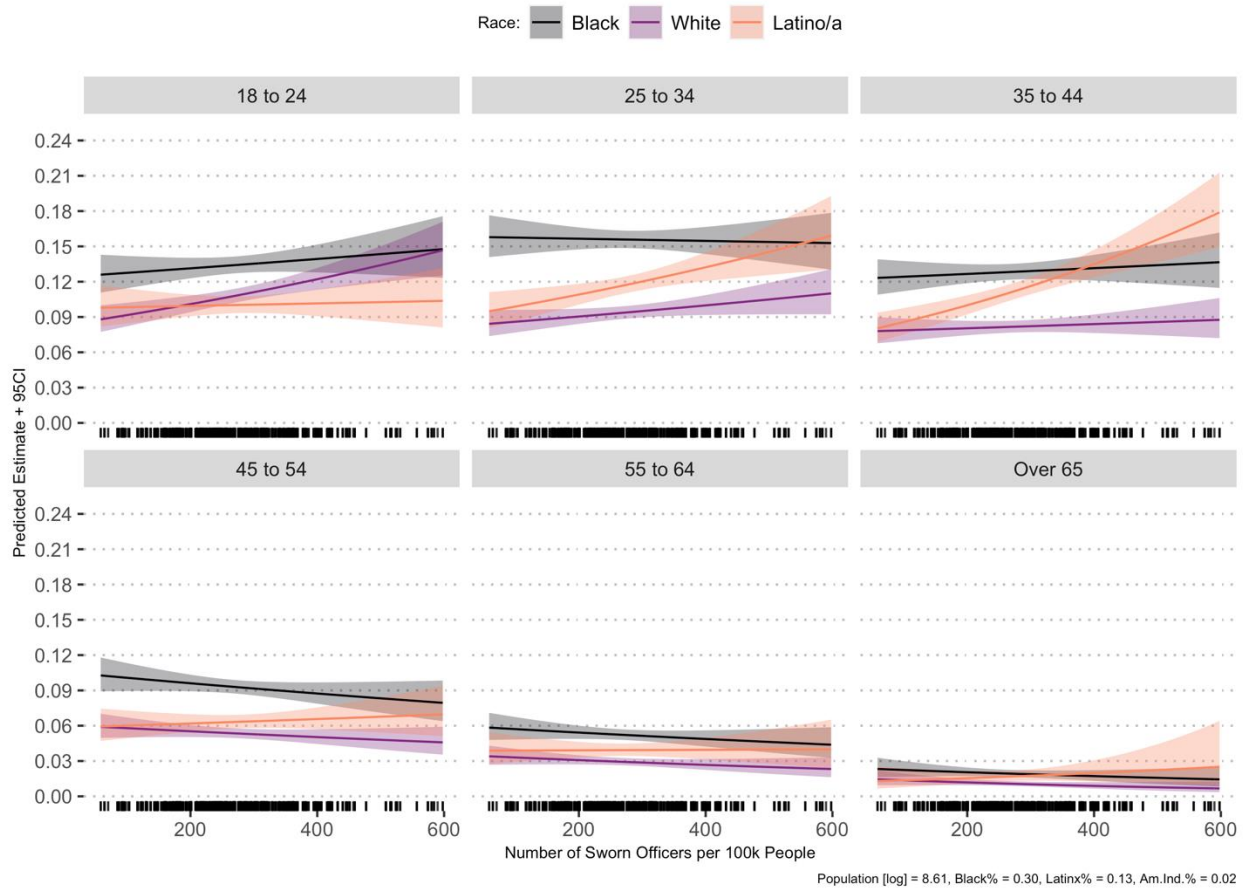 Race: Black White Latino/a
18 to 24 25 to 34 35 to 44
0.24
0.21
0.18
0.15
0.12
0.09
0.06
0.03
0.00
45 to 54 55 to 64 Over 65
Predicted Estimate + 95CI
0.24
0.21
0.18
0.15
0.12
0.09
0.06
0.03
0.00
200 400 600 200 400 600 200 400 600
Number of Sworn Officers per 100k People
Population [log] = 8.61, Black% = 0.30, Latinx% = 0.13, Am.Ind.% = 0.02